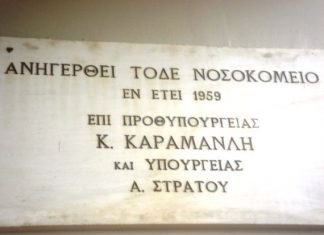 ΑΝΗΓΕΡΘΕΙ ΤΟΔΕ ΝΟΣΟΚΟΜΕΙΟ
ΕΝ ΕΤΕΙ 1959
ΕΠΙ ΠΡΟΘΥΠΟΥΡΓΕΙΑΣ
Κ. ΚΑΡΑΜΑΝΛΗ
ΚΑΙ ΥΠΟΥΡΓΕΙΑΣ
Α. ΣΤΡΑΤΟΥ